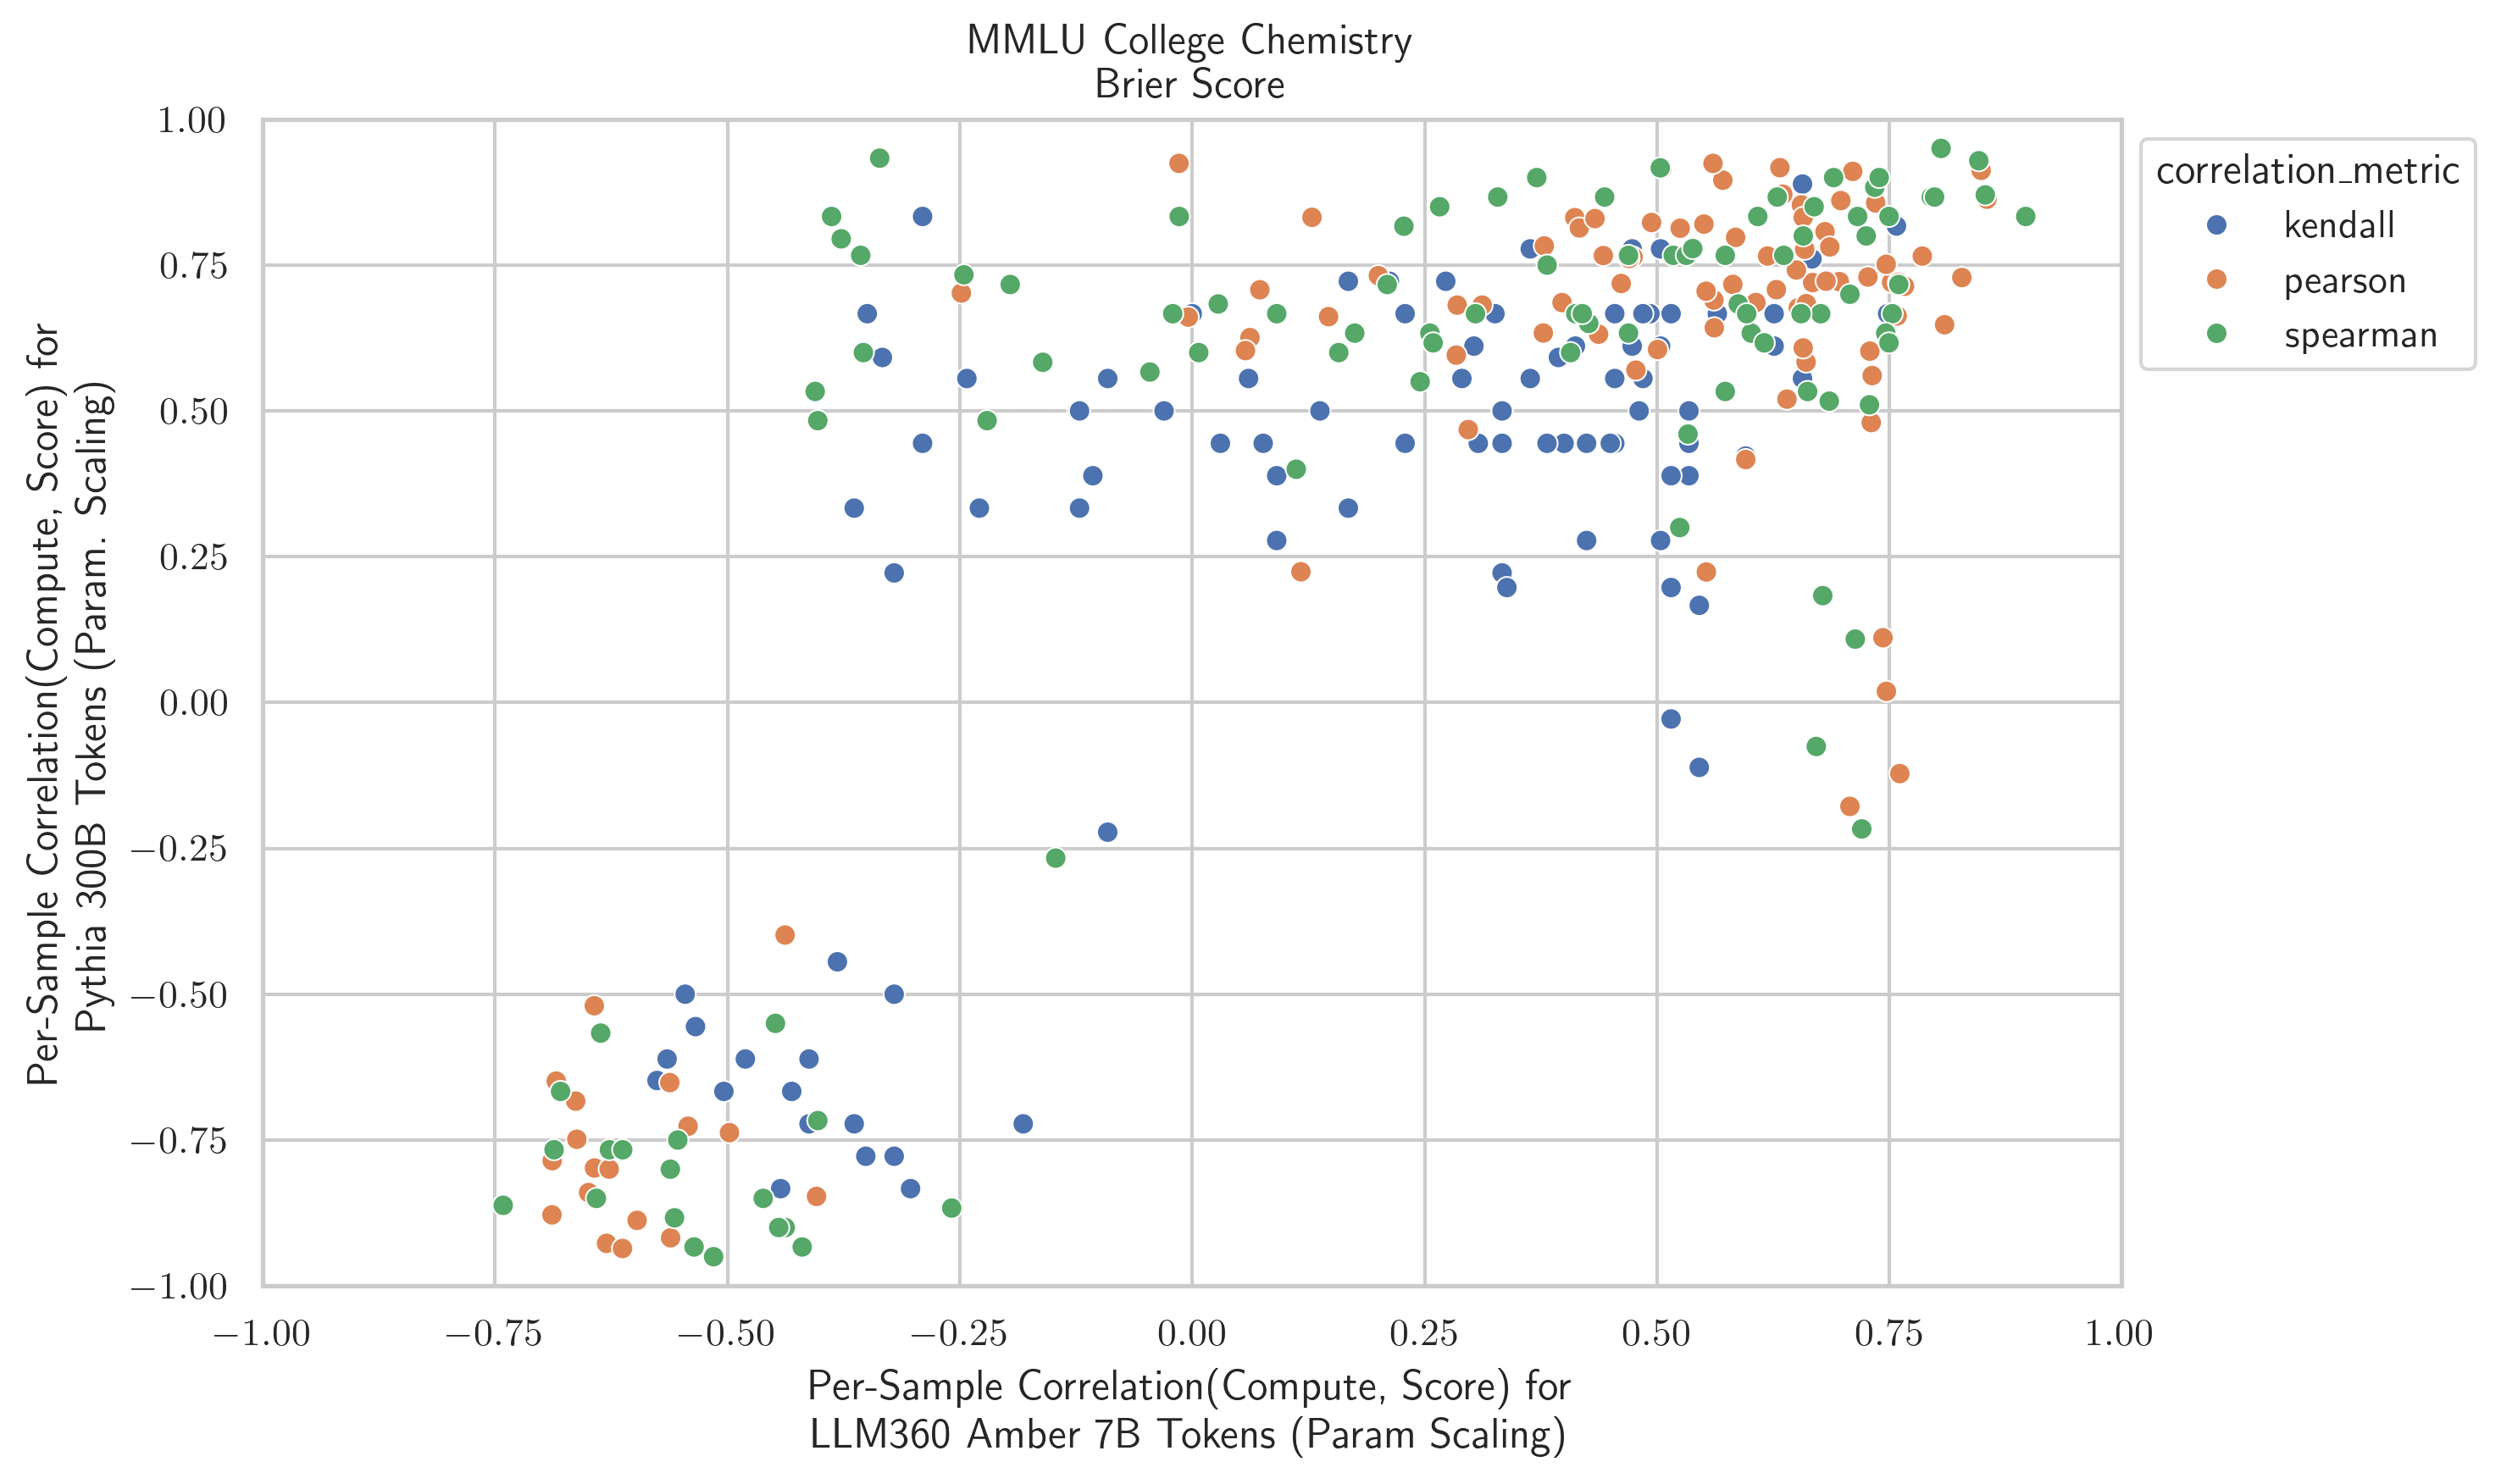 MMLU College Chemistry
Brier Score
Per-Sample Correlation(Compute, Score) for
Pythia 300B Tokens (Param. Scaling)
1.00
0.75
0.50
0.25
0.00
−0.25
−0.50
−0.75
−1.00
−1.00
−0.75
−0.50
−0.25
0.00
0.25
0.50
0.75
1.00
Per-Sample Correlation(Compute, Score) for
LLM360 Amber 7B Tokens (Param Scaling)
correlation_metric
kendall
pearson
spearman